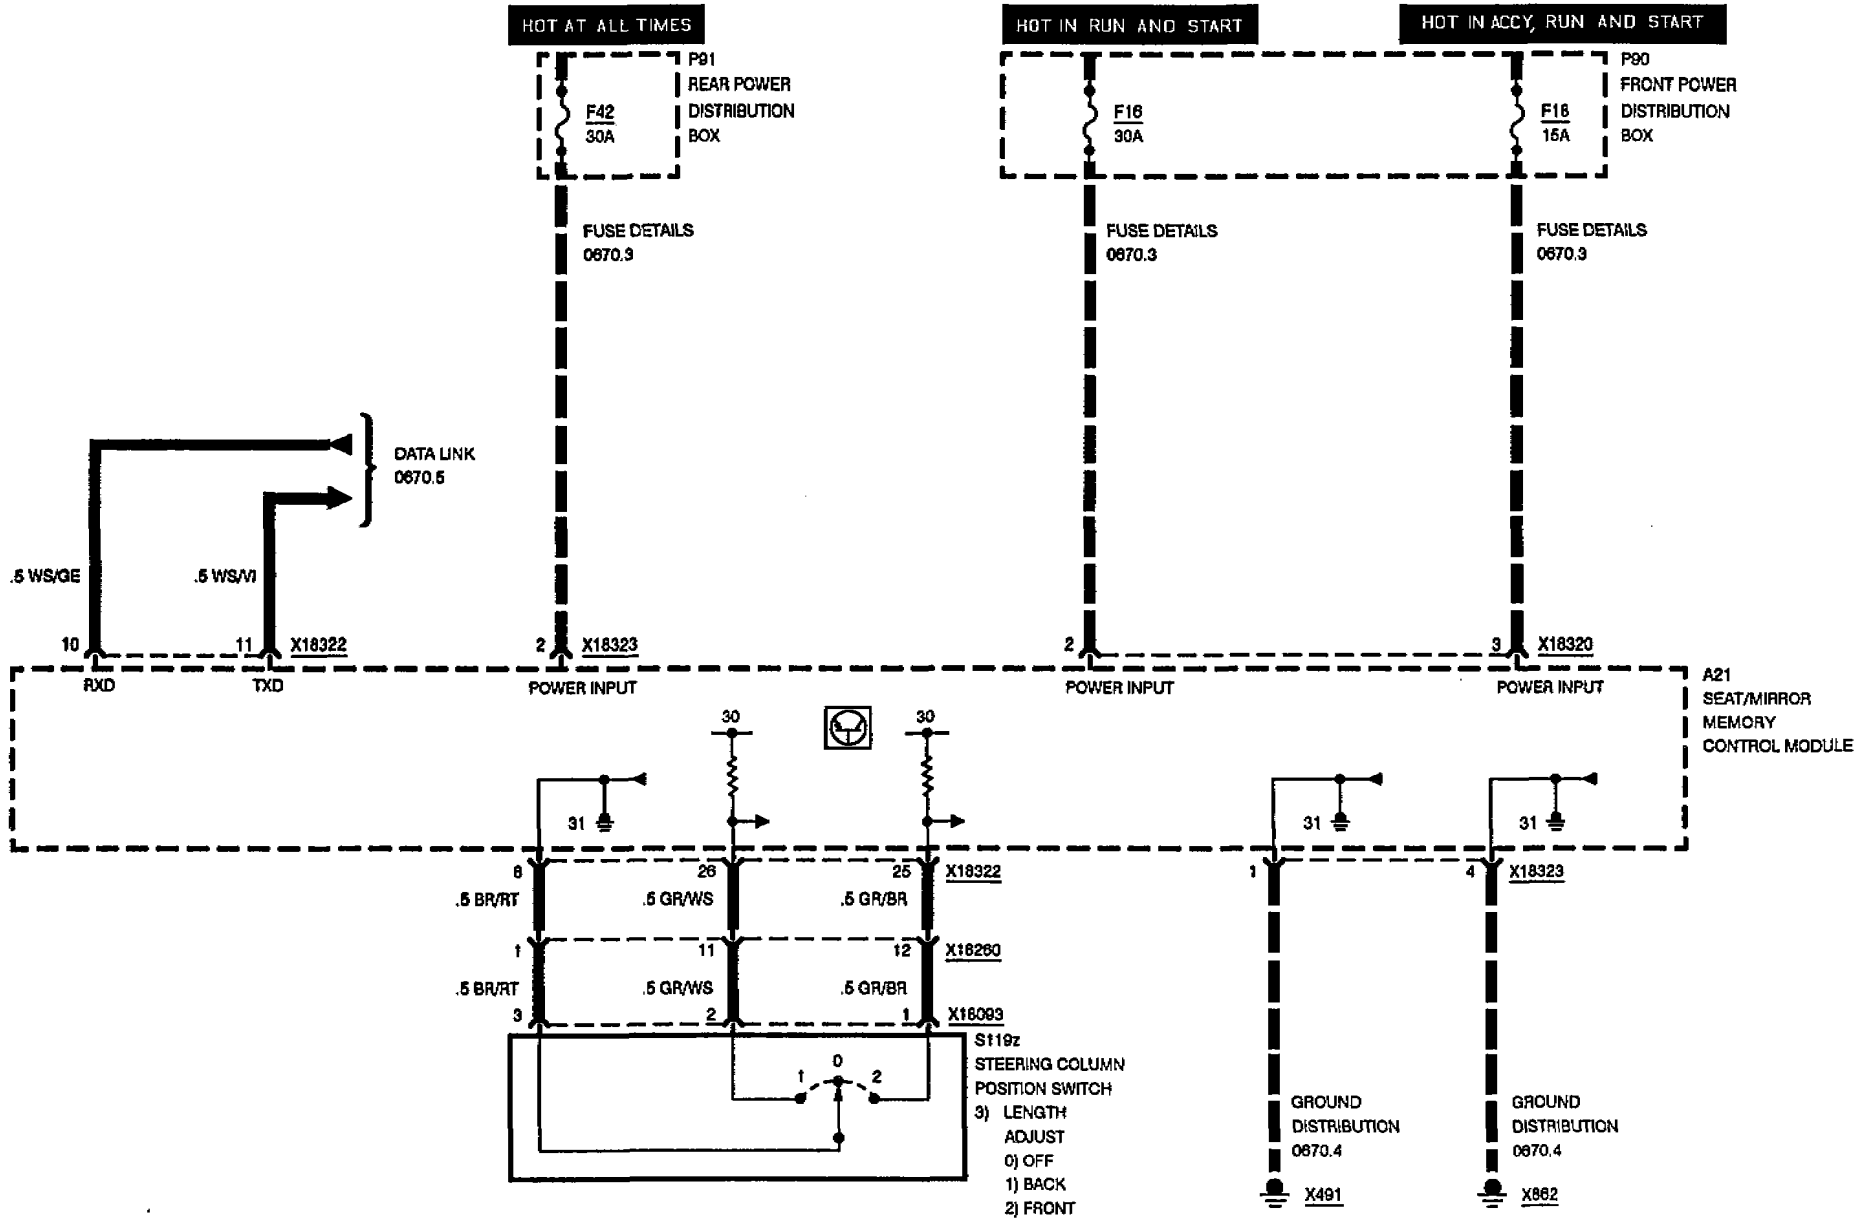 HOT AT ALL TIMES
HOT IN RUN AND START
HOT IN ACCY, RUN AND START
P91
REAR POWER
DISTRIBUTION
BOX
F42
30A
F16
30A
F18
15A
P90
FRONT POWER
DISTRIBUTION
BOX
FUSE DETAILS
0670.3
FUSE DETAILS
0670.3
FUSE DETAILS
0670.3
DATA LINK
0670.5
.5 WS/GE
.5 WS/VI
10
11
X18322
2
X18323
2
3
X18320
RXD
TXD
POWER INPUT
POWER INPUT
POWER INPUT
A21
SEAT/MIRROR
MEMORY
CONTROL MODULE
30
30
31
31
31
6
26
25
X18322
1
4
X18323
.5 BR/RT
.5 GR/WS
.5 GR/BR
1
11
12
X18260
.5 BR/RT
.5 GR/WS
.5 GR/BR
3
2
1
X16093
S119z
STEERING COLUMN
POSITION SWITCH
3) LENGTH
ADJUST
0) OFF
1) BACK
2) FRONT
1
0
2
GROUND
DISTRIBUTION
0670.4
GROUND
DISTRIBUTION
0670.4
X491
X862